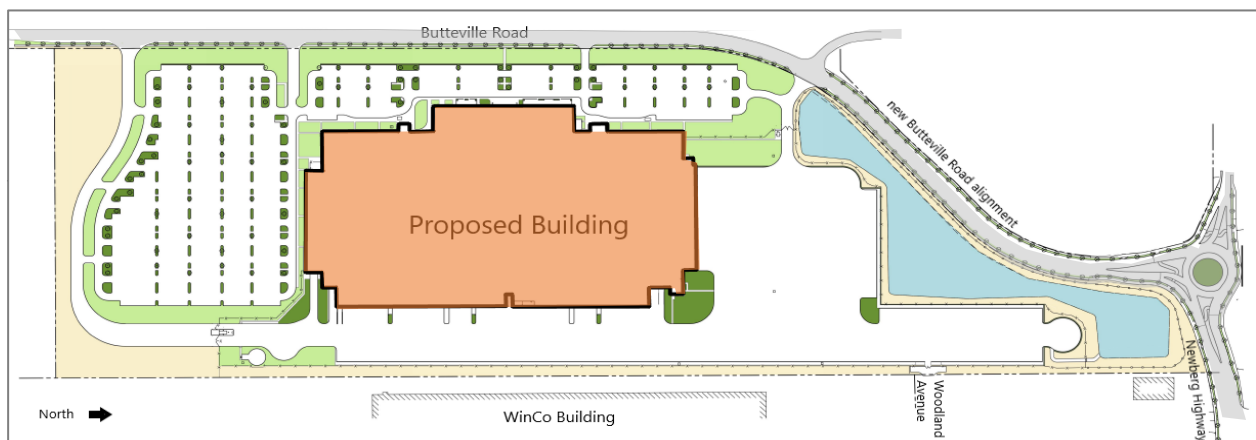 Butteville Road
new Butteville Road alignment
Proposed Building
North
WinCo Building
Woodland
Avenue
Newberg Highway